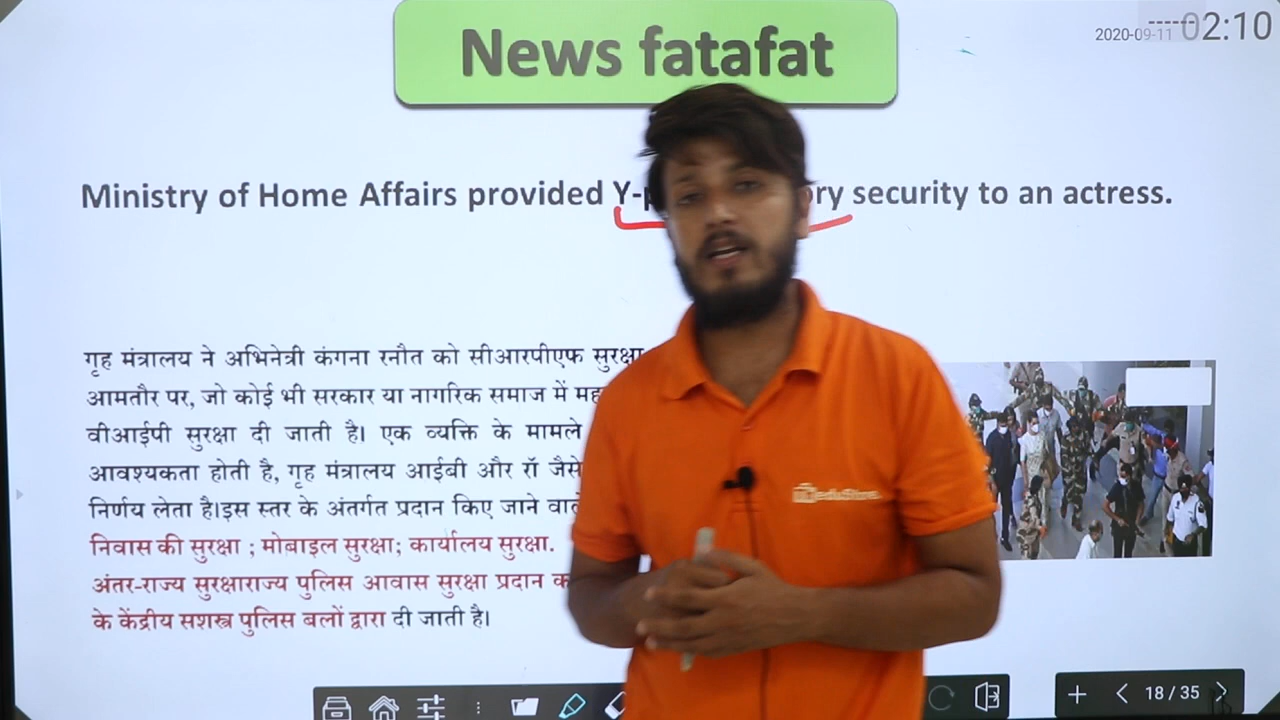 News fatafat
2020-09-11 02:10
Ministry of Home Affairs provided Y- ry security to an actress.
गृह मंत्रालय ने अभिनेत्री कंगना रनौत को सीआरपीएफ सुरक्षा
आमतौर पर, जो कोई भी सरकार या नागरिक समाज में मह
वीआईपी सुरक्षा दी जाती है। एक व्यक्ति के मामले
आवश्यकता होती है, गृह मंत्रालय आईबी और रॉ जैसे
निर्णय लेता है।इस स्तर के अंतर्गत प्रदान किए जाने वाले
निवास की सुरक्षा ; मोबाइल सुरक्षा; कार्यालय सुरक्षा.
अंतर-राज्य सुरक्षाराज्य पुलिस आवास सुरक्षा प्रदान क
के केंद्रीय सशस्त्र पुलिस बलों द्वारा दी जाती है।
18 / 35